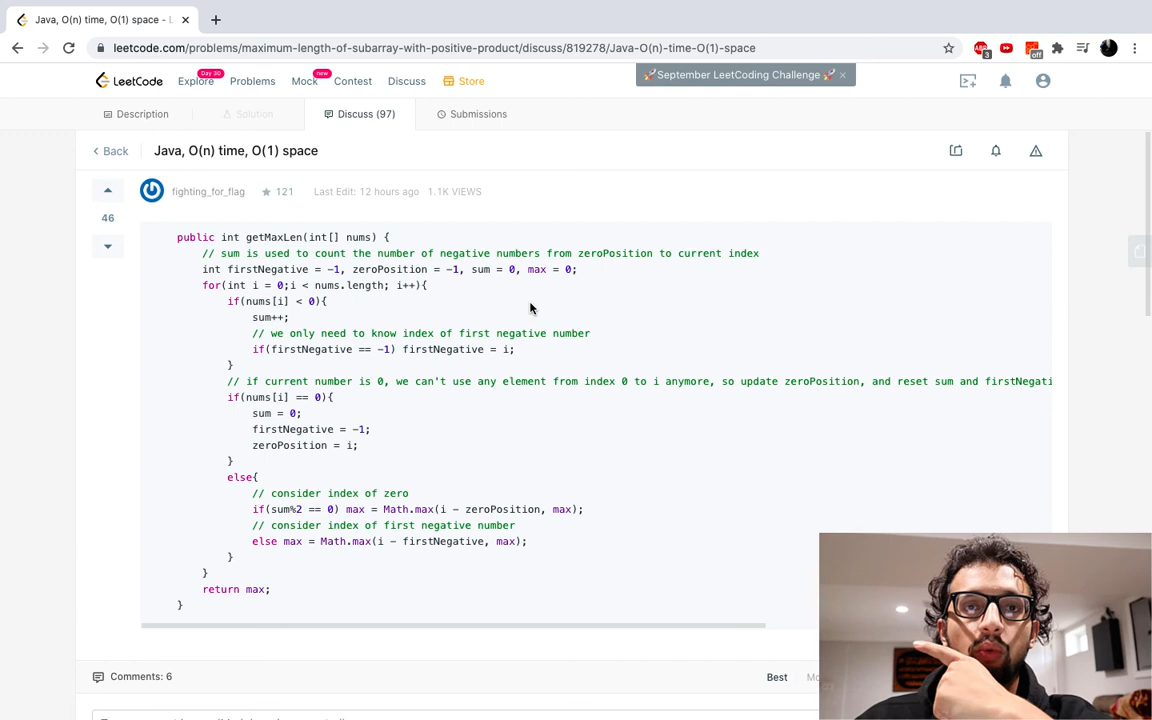 Java, O(n) time, O(1) space - L
leetcode.com/problems/maximum-length-of-subarray-with-positive-product/discuss/819278/Java-O(n)-time-O(1)-space
ABP
3
off
LeetCode
Explore
Day 30
Problems
Mock
new
Contest
Discuss
Store
🚀September LeetCoding Challenge 🚀 ×
Description
Solution
Discuss (97)
Submissions
Back
Java, O(n) time, O(1) space
46
fighting_for_flag
121
Last Edit: 12 hours ago
1.1K VIEWS
public int getMaxLen(int[] nums) {
// sum is used to count the number of negative numbers from zeroPosition to current index
int firstNegative = -1, zeroPosition = -1, sum = 0, max = 0;
for(int i = 0;i < nums.length; i++){
if(nums[i] < 0){
sum++;
// we only need to know index of first negative number
if(firstNegative == -1) firstNegative = i;
}
// if current number is 0, we can't use any element from index 0 to i anymore, so update zeroPosition, and reset sum and firstNegati
if(nums[i] == 0){
sum = 0;
firstNegative = -1;
zeroPosition = i;
}
else{
// consider index of zero
if(sum%2 == 0) max = Math.max(i - zeroPosition, max);
// consider index of first negative number
else max = Math.max(i - firstNegative, max);
}
}
return max;
}
Comments: 6
Best
Mo